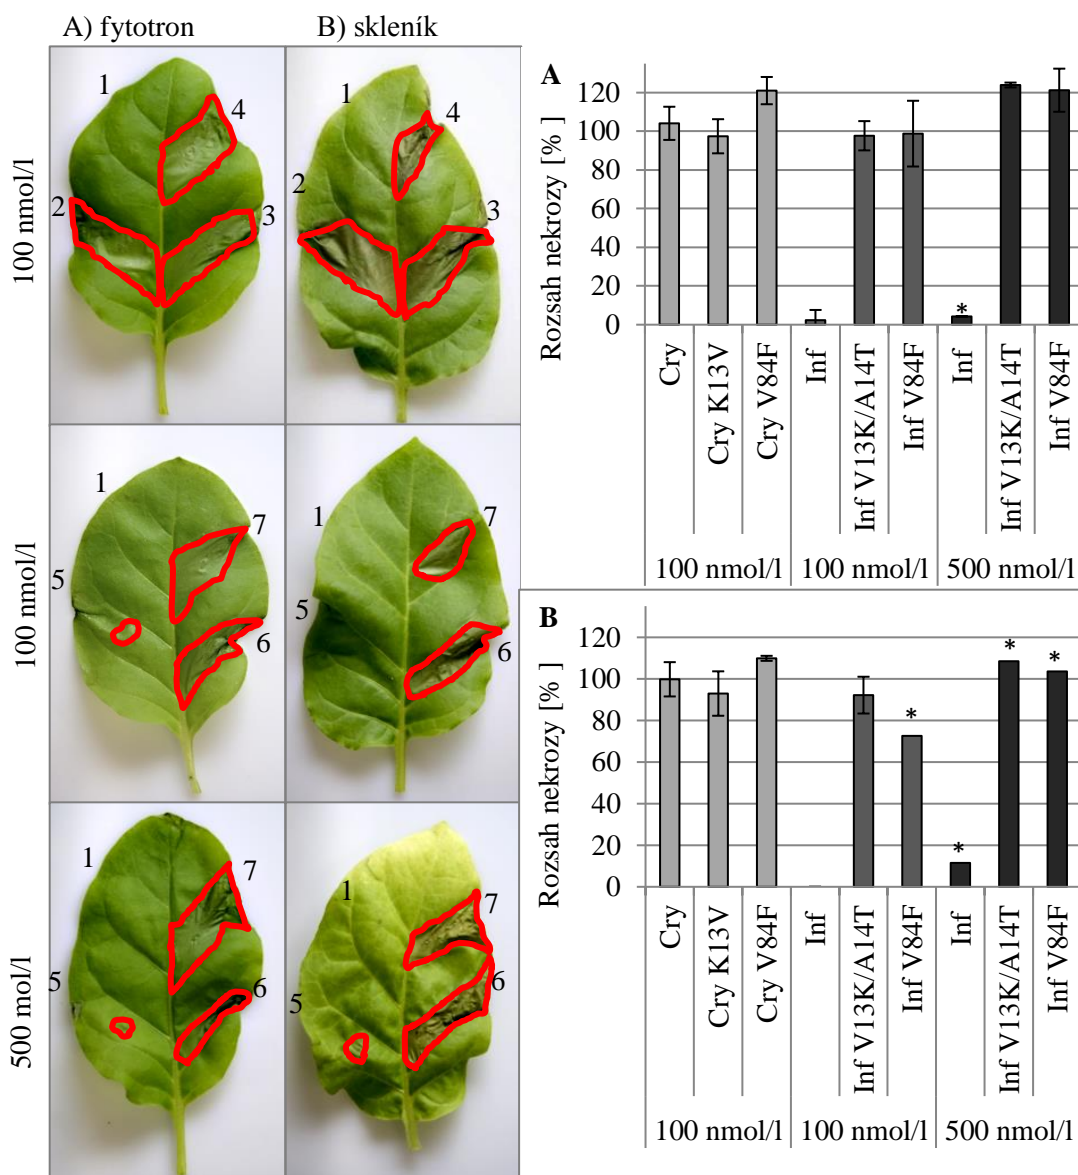 A) fytotron
B) skleník
100 nmol/l
1
4
2
3
1
4
2
3
100 nmol/l
1
7
5
6
1
7
5
6
500 mol/l
1
7
5
6
1
7
5
6
A
Rozsah nekrozy [% ]
120
100
80
60
40
20
0
*
Cry
Cry K13V
Cry V84F
Inf
Inf V13K/A14T
Inf V84F
Inf
Inf V13K/A14T
Inf V84F
100 nmol/l
100 nmol/l
500 nmol/l
B
Rozsah nekrozy [% ]
120
100
80
60
40
20
0
*
*
*
*
Cry
Cry K13V
Cry V84F
Inf
Inf V13K/A14T
Inf V84F
Inf
Inf V13K/A14T
Inf V84F
100 nmol/l
100 nmol/l
500 nmol/l